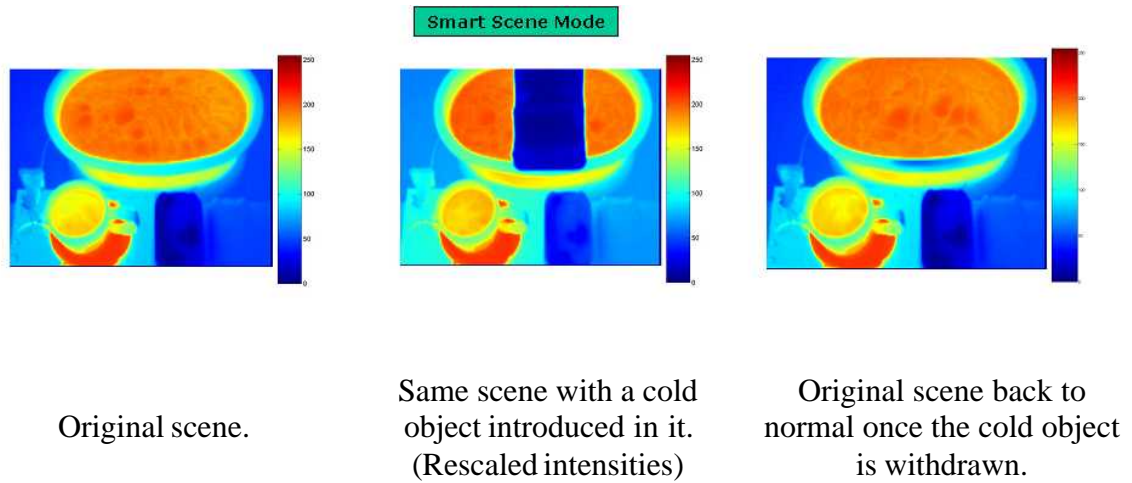 Smart Scene Mode
250
200
150
100
50
0
250
200
150
100
50
0
Original scene.
Same scene with a cold
object introduced in it.
(Rescaled intensities)
Original scene back to
normal once the cold object
is withdrawn.